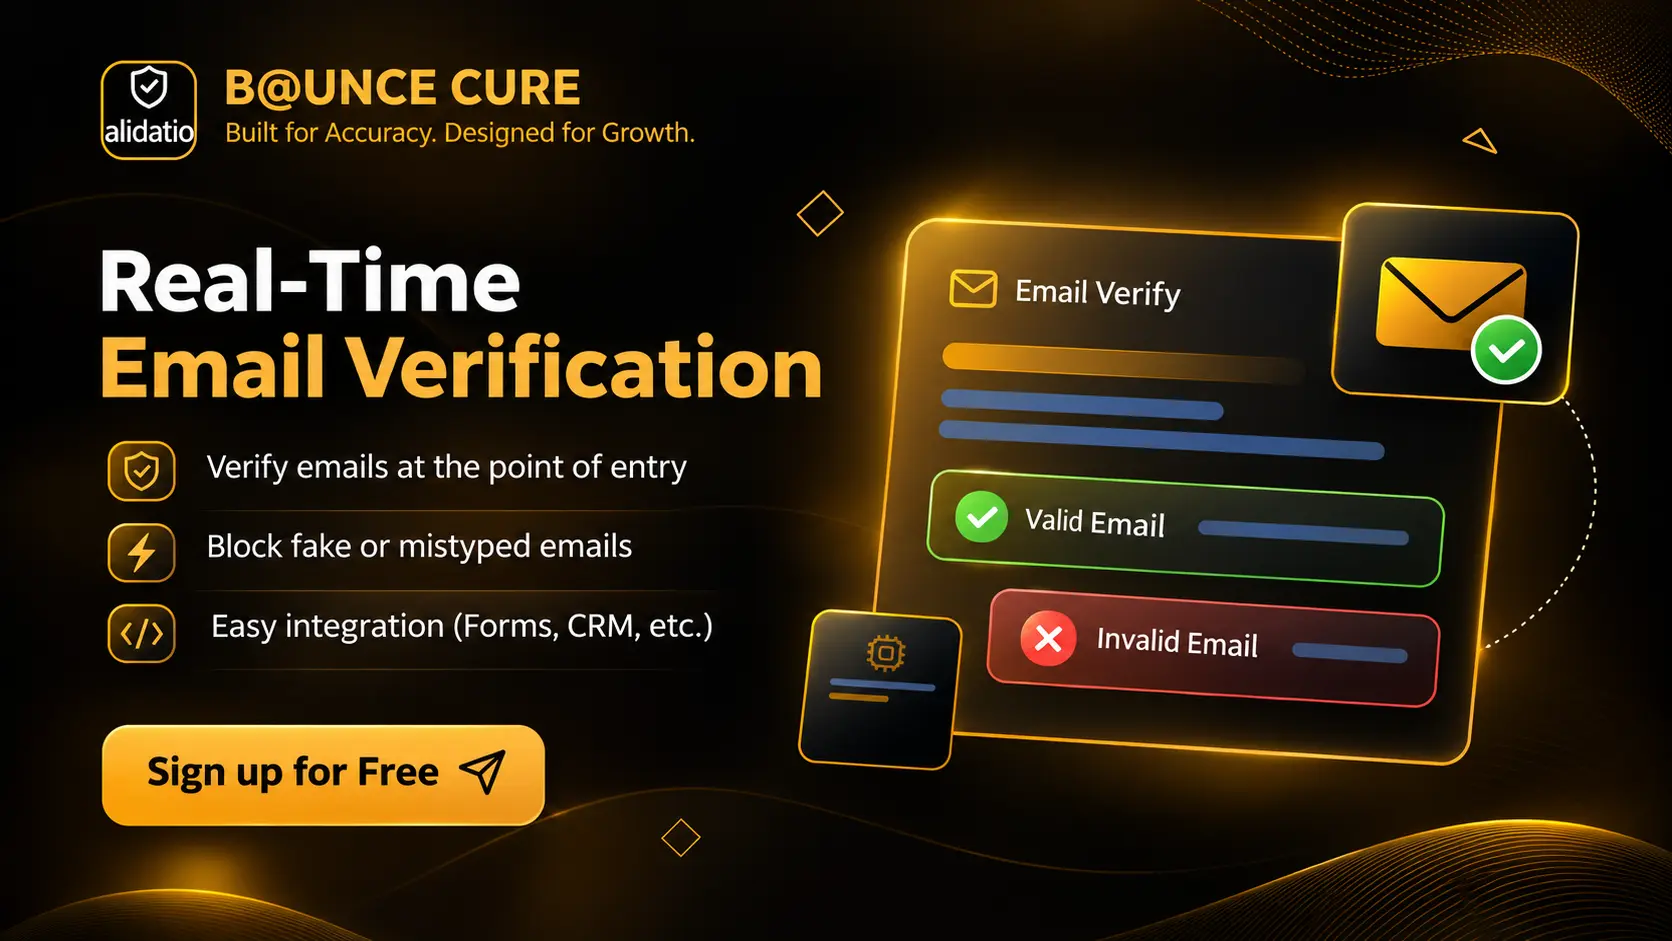 alidatio
B@UNCE CURE
Built for Accuracy. Designed for Growth.
Real-Time
Email Verification
Verify emails at the point of entry
Block fake or mistyped emails
Easy integration (Forms, CRM, etc.)
Sign up for Free
Email Verify
Valid Email
Invalid Email